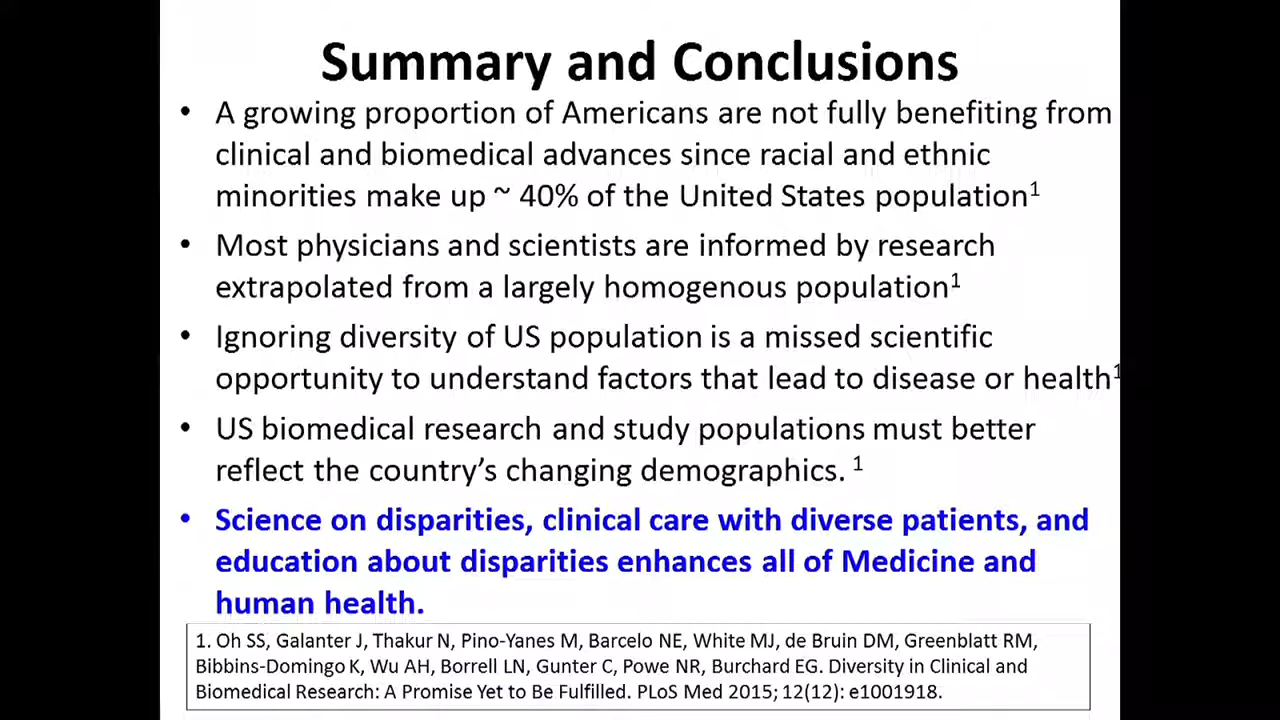 Summary and Conclusions
• A growing proportion of Americans are not fully benefiting from
clinical and biomedical advances since racial and ethnic
minorities make up ~ 40% of the United States population¹
• Most physicians and scientists are informed by research
extrapolated from a largely homogenous population¹
• Ignoring diversity of US population is a missed scientific
opportunity to understand factors that lead to disease or health¹
• US biomedical research and study populations must better
reflect the country’s changing demographics. ¹
• Science on disparities, clinical care with diverse patients, and
education about disparities enhances all of Medicine and
human health.
1. Oh SS, Galanter J, Thakur N, Pino-Yanes M, Barcelo NE, White MJ, de Bruin DM, Greenblatt RM,
Bibbins-Domingo K, Wu AH, Borrell LN, Gunter C, Powe NR, Burchard EG. Diversity in Clinical and
Biomedical Research: A Promise Yet to Be Fulfilled. PLoS Med 2015; 12(12): e1001918.